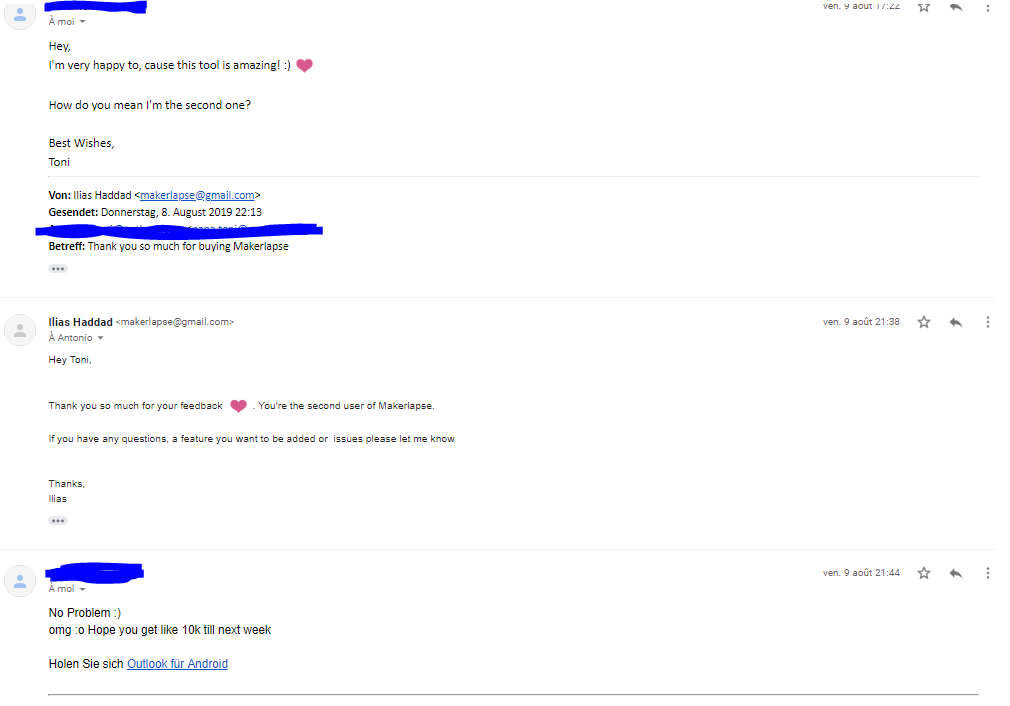 ven. 9 août 17:22
À moi
Hey,
I'm very happy to, cause this tool is amazing! :)
How do you mean I'm the second one?
Best Wishes,
Toni
Von: Ilias Haddad <makerlapse@gmail.com>
Gesendet: Donnerstag, 8. August 2019 22:13
Betreff: Thank you so much for buying Makerlapse
Ilias Haddad <makerlapse@gmail.com>
ven. 9 août 21:38
À Antonio
Hey Toni,
Thank you so much for your feedback . You're the second user of Makerlapse.
If you have any questions, a feature you want to be added or issues please let me know
Thanks,
Ilias
ven. 9 août 21:44
À moi
No Problem :)
omg :o Hope you get like 10k till next week
Holen Sie sich Outlook für Android